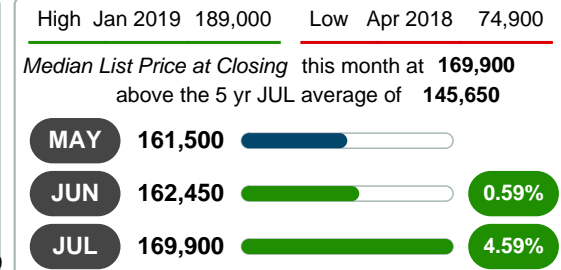 High Jan 2019 189,000 Low Apr 2018 74,900
Median List Price at Closing this month at 169,900
above the 5 yr JUL average of 145,650
MAY 161,500
JUN 162,450 0.59%
JUL 169,900 4.59%